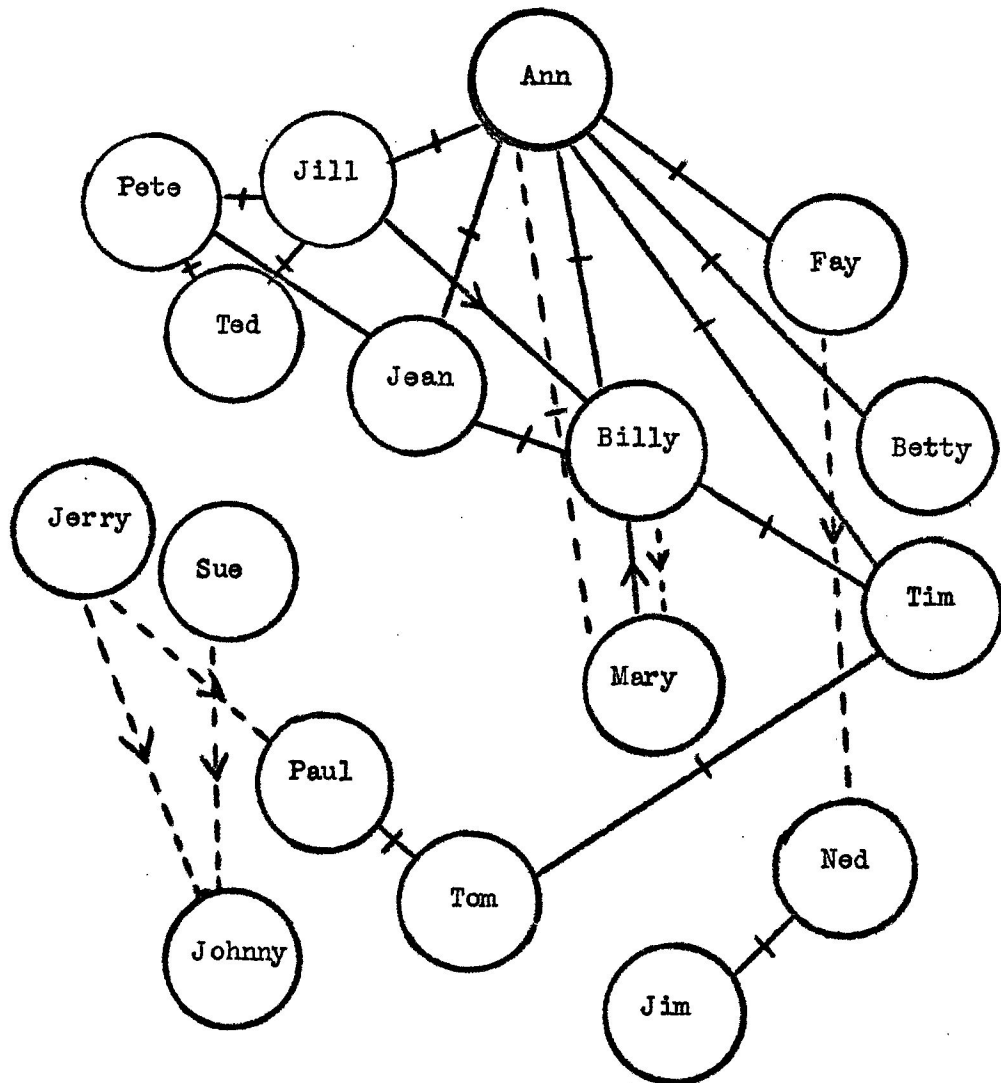 Ann
Jill
Pete
Fay
Ted
Jean
Billy
Betty
Jerry
Sue
Tim
Mary
Paul
Ned
Tom
Johnny
Jim